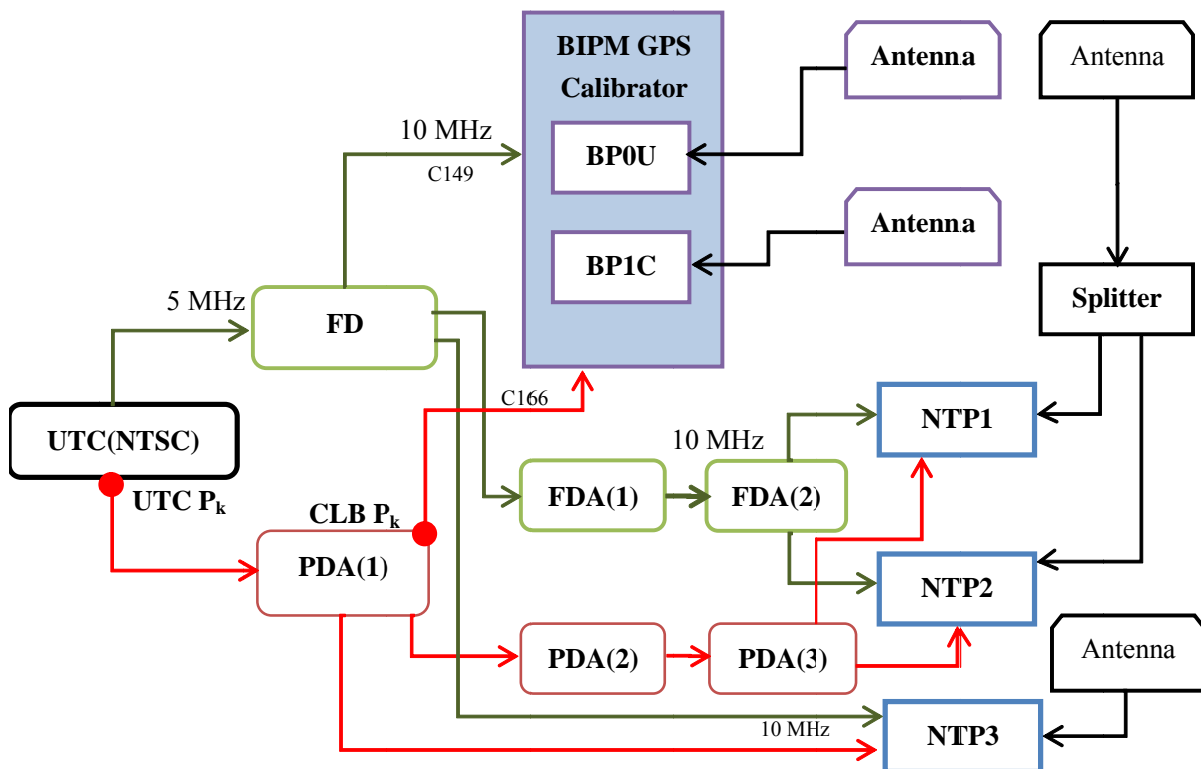 BIPM GPS
Calibrator
Antenna
Antenna
10 MHz
C149
BP0U
Antenna
BP1C
5 MHz
FD
Splitter
C166
UTC(NTSC)
10 MHz
NTP1
UTC Pk
CLB Pk
FDA(1)
FDA(2)
PDA(1)
NTP2
PDA(2)
PDA(3)
Antenna
10 MHz
NTP3